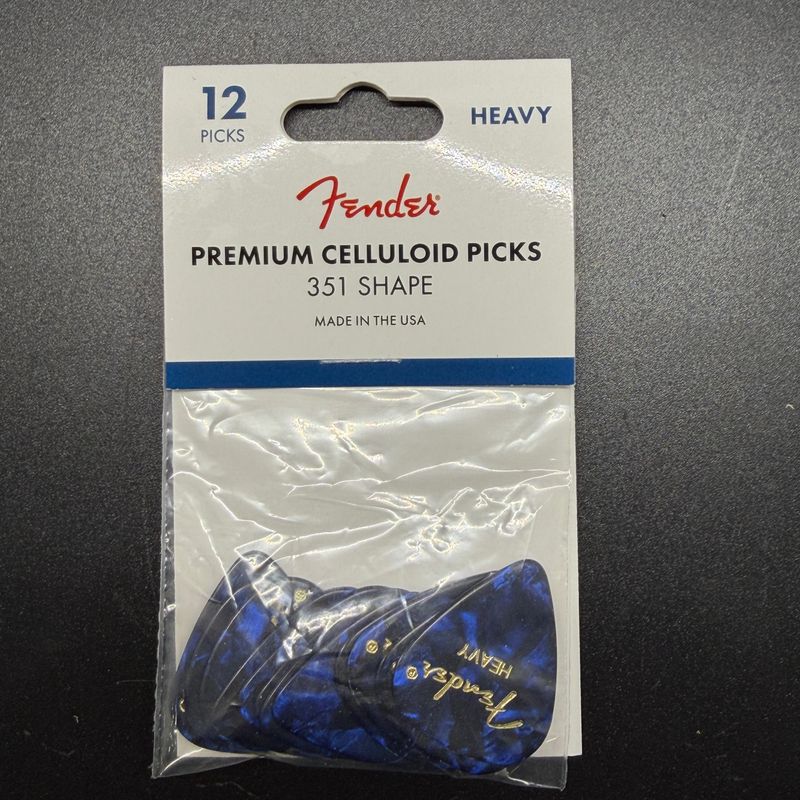 12
PICKS
HEAVY
Fender®
PREMIUM CELLULOID PICKS
351 SHAPE
MADE IN THE USA
Fender®
HEAVY